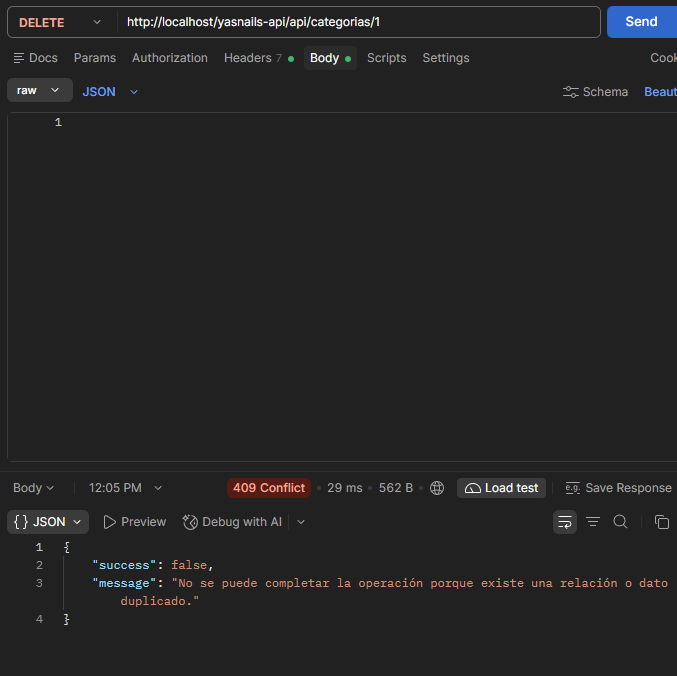 DELETE http://localhost/yasnails-api/api/categorias/1 Send
Docs Params Authorization Headers 7 Body Scripts Settings Cook
raw JSON Schema Beaut
1
Body 12:05 PM 409 Conflict 29 ms 562 B Load test e.g. Save Response
{} JSON Preview Debug with AI
1 {
2 "success": false,
3 "message": "No se puede completar la operación porque existe una relación o dato
duplicado."
4 }